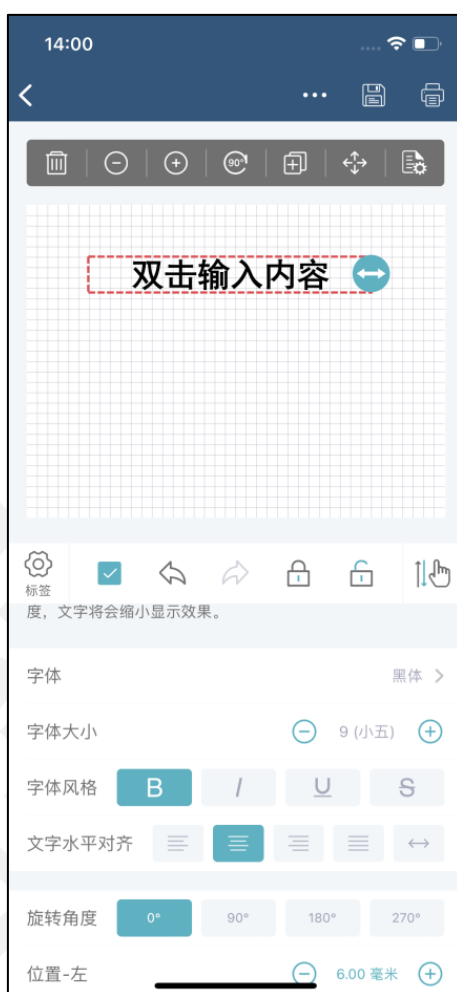 14:00
90°
双击输入内容
标签
度，文字将会缩小显示效果。
字体 黑体
字体大小 9 (小五)
字体风格 B I U S
文字水平对齐
旋转角度 0° 90° 180° 270°
位置-左 6.00 毫米